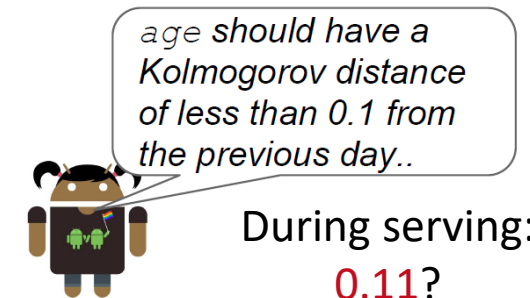 age should have a
Kolmogorov distance
of less than 0.1 from
the previous day..
During serving:
0.11?